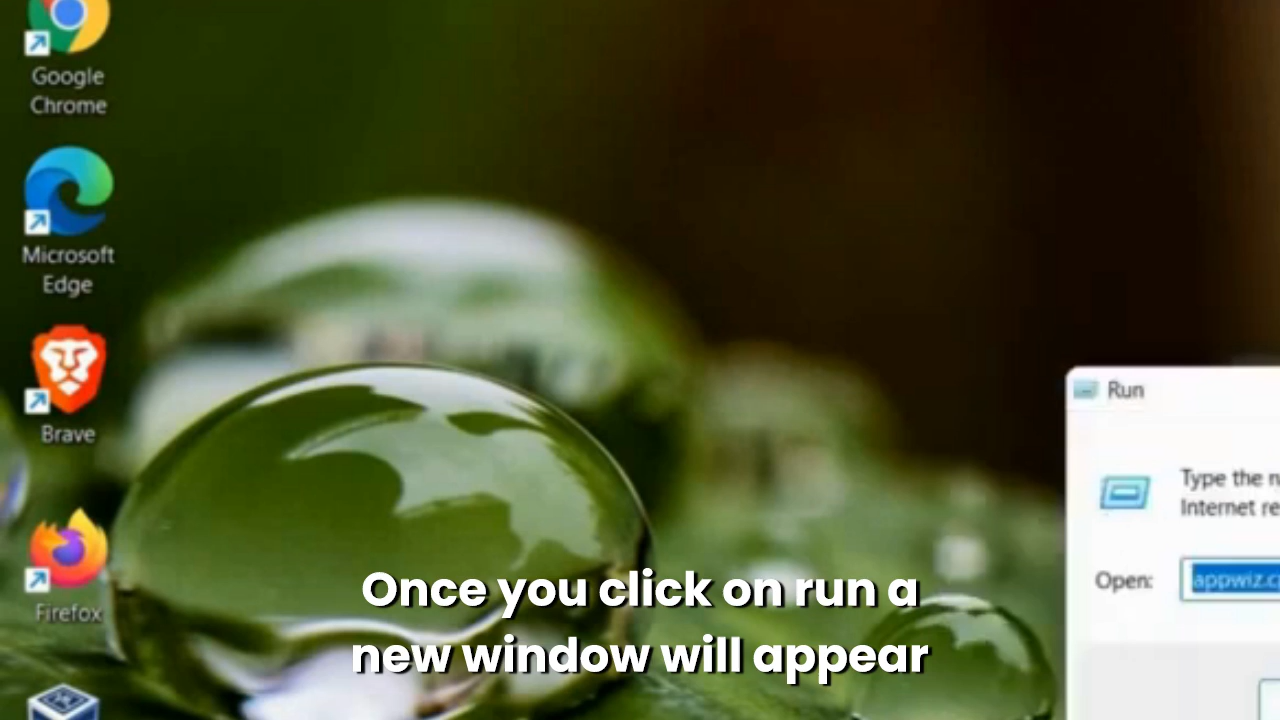 Google
Chrome
Microsoft
Edge
Brave
Firefox
Run
Type the
Internet
Open:
Once you click on run a
new window will appear